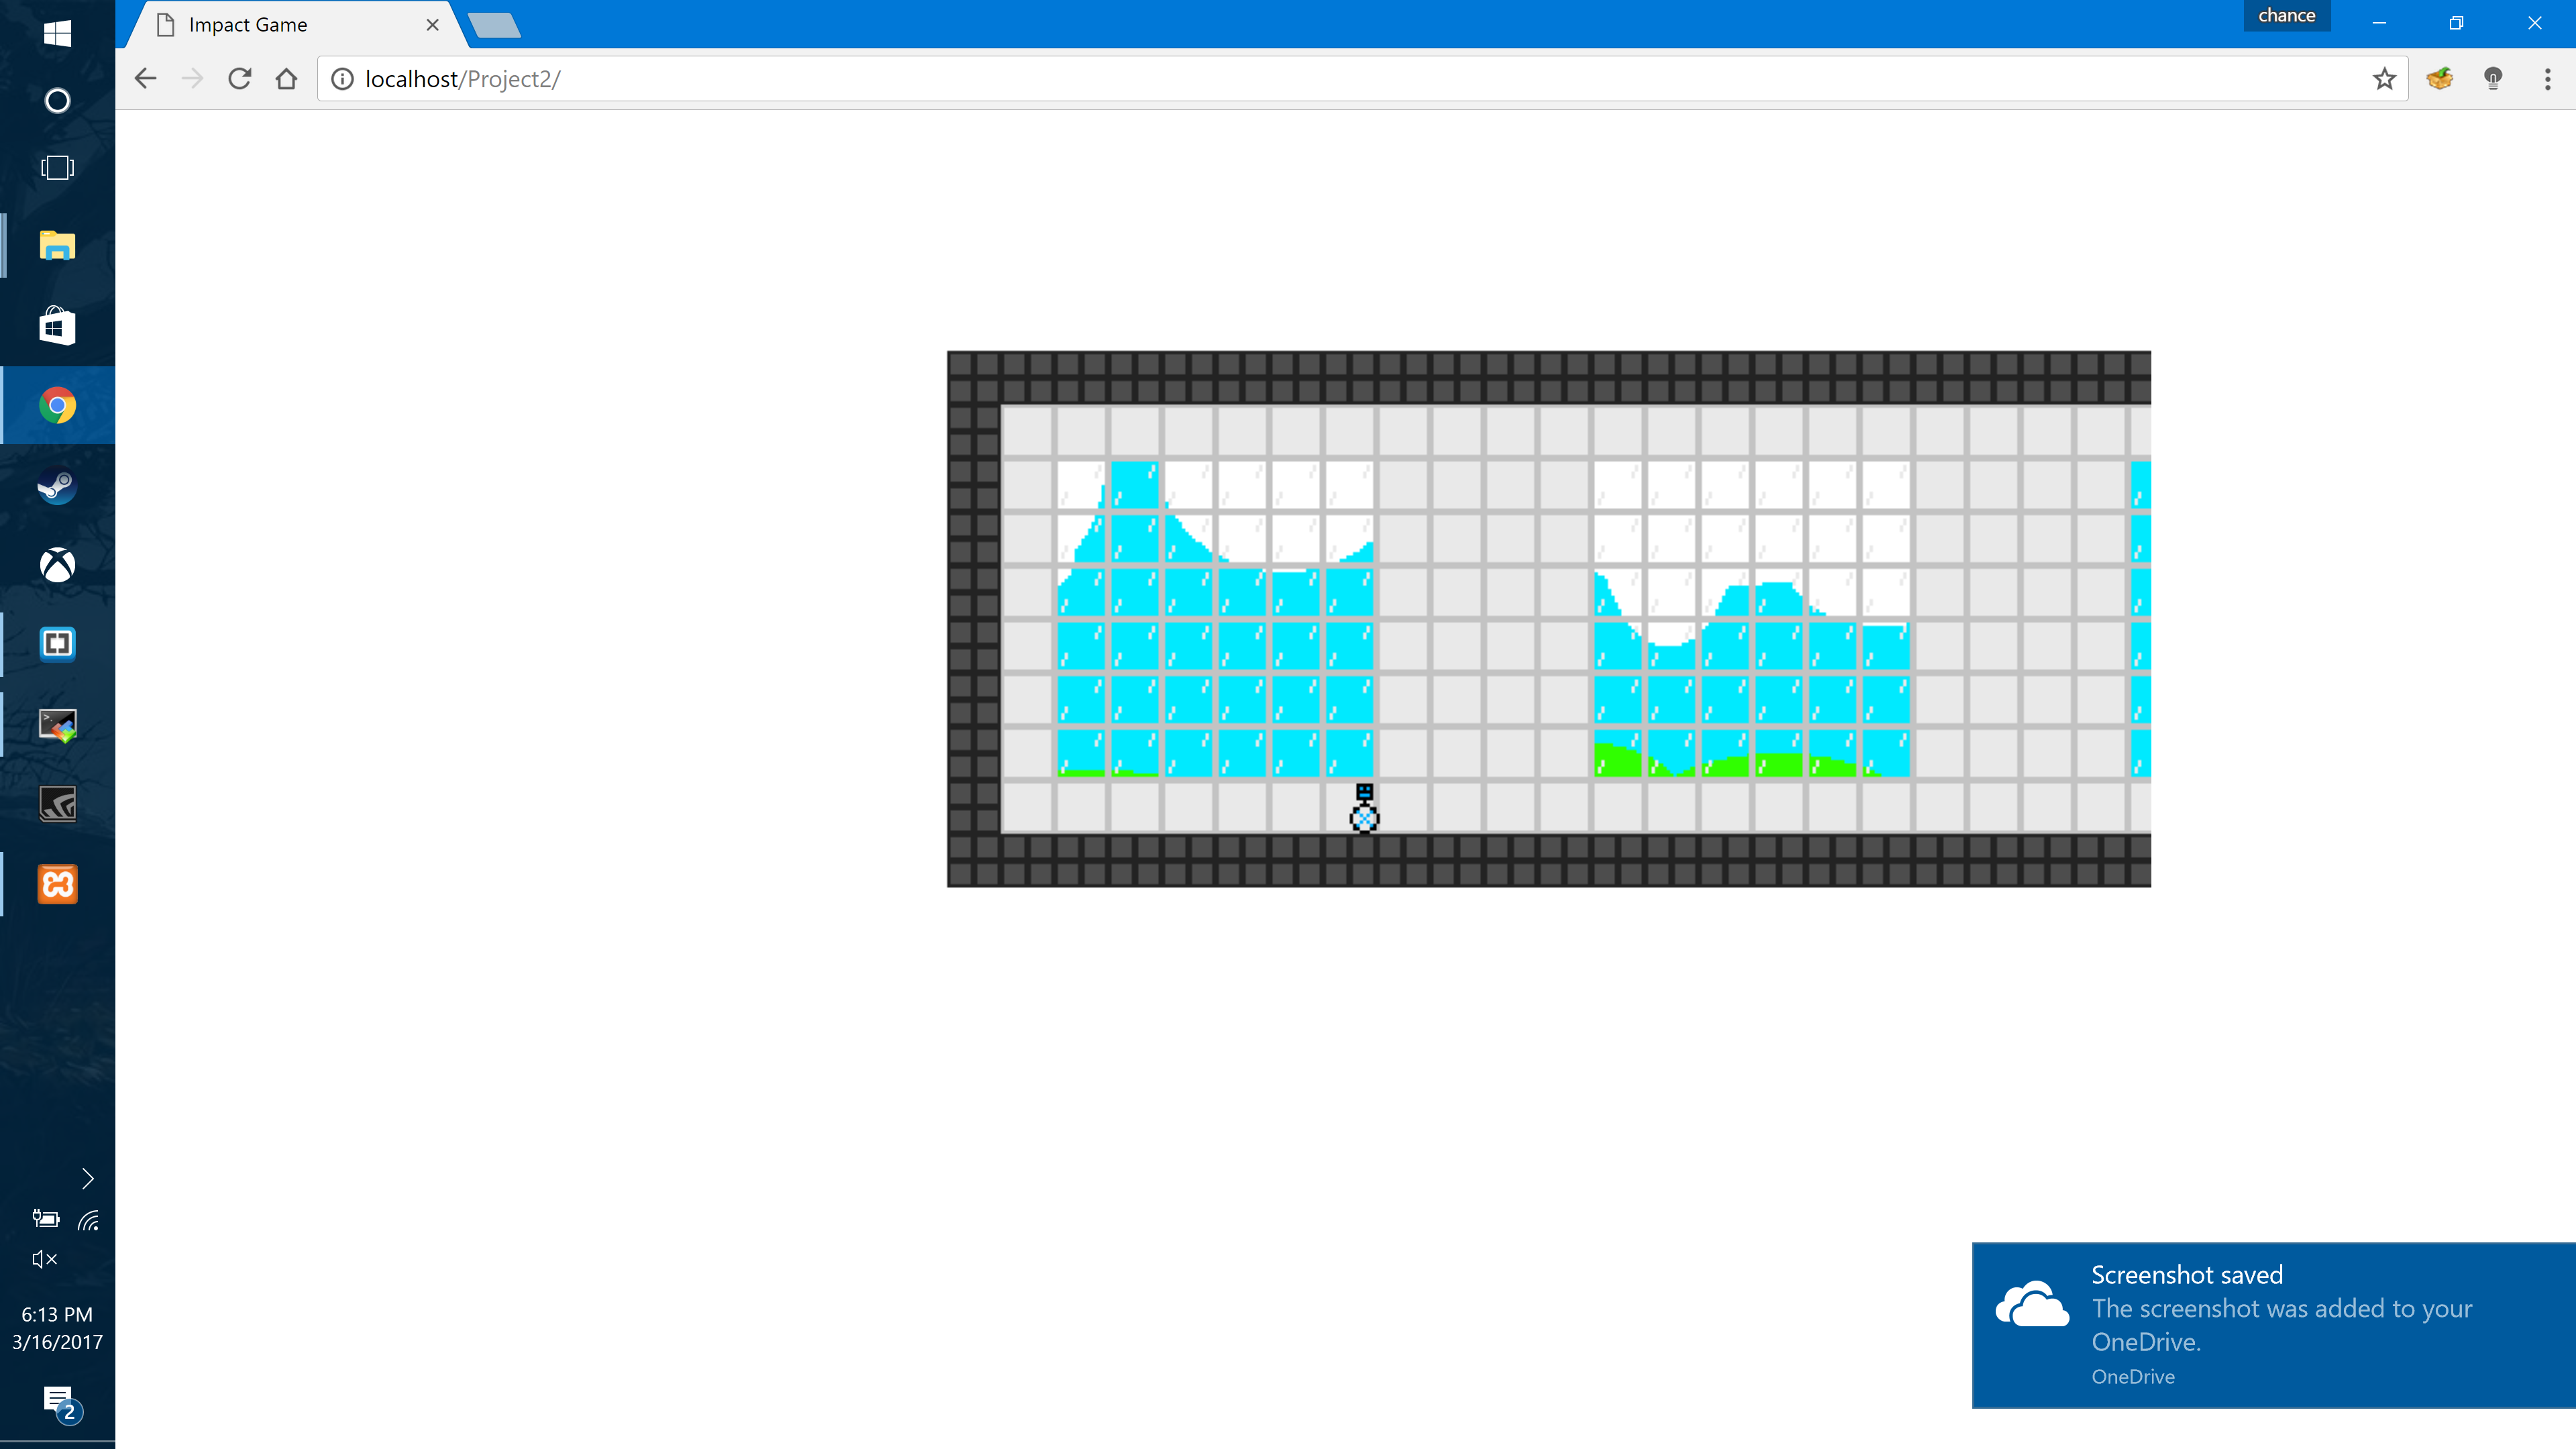 Impact Game
chance
localhost/Project2/
6:13 PM
3/16/2017
2
Screenshot saved
The screenshot was added to your
OneDrive.
OneDrive